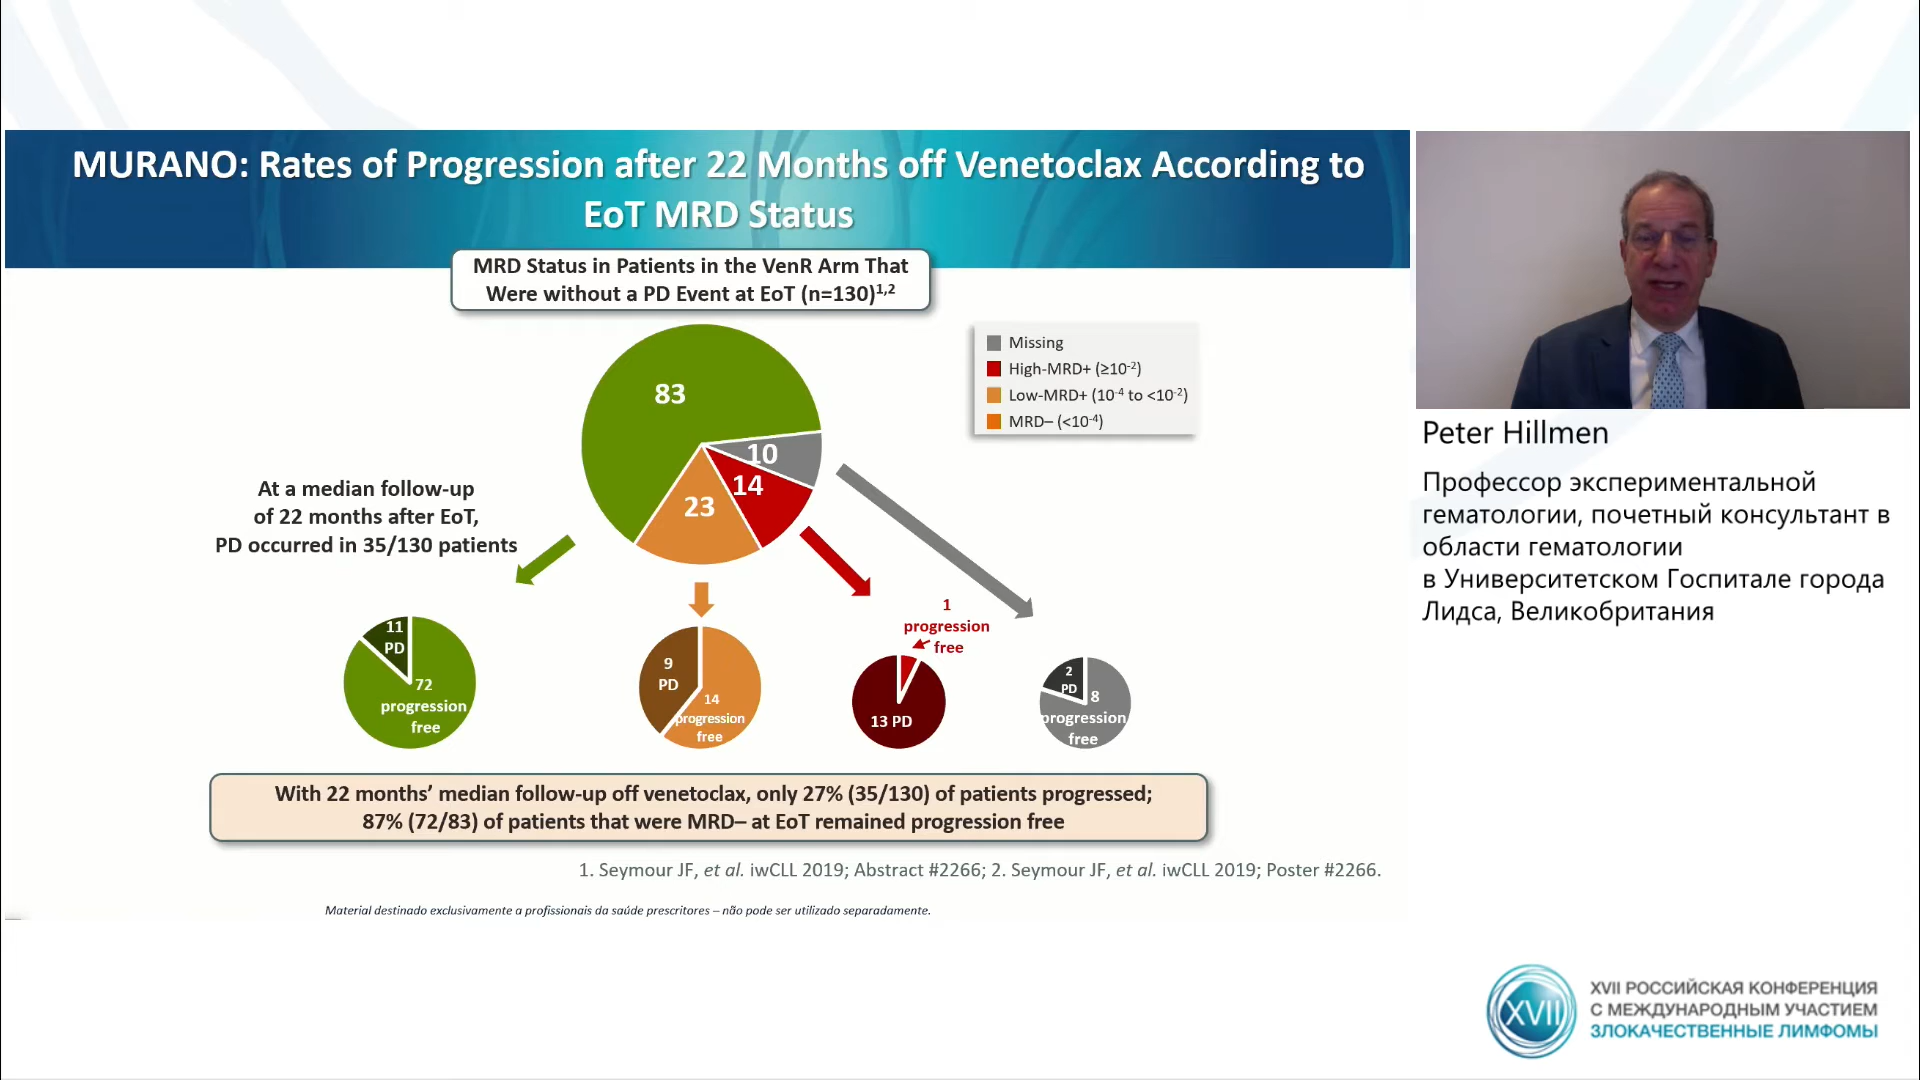 MURANO: Rates of Progression after 22 Months off Venetoclax According to
EoT MRD Status
MRD Status in Patients in the VenR Arm That
Were without a PD Event at EoT (n=130)¹,²
83
10
14
23
Missing
High-MRD+ (≥10⁻²)
Low-MRD+ (10⁻⁴ to <10⁻²)
MRD– (<10⁻⁴)
At a median follow-up
of 22 months after EoT,
PD occurred in 35/130 patients
11
PD
72
progression
free
9
PD
14
progression
free
1
progression
free
13 PD
2
PD
8
progression
free
With 22 months’ median follow-up off venetoclax, only 27% (35/130) of patients progressed;
87% (72/83) of patients that were MRD– at EoT remained progression free
1. Seymour JF, et al. iwCLL 2019; Abstract #2266; 2. Seymour JF, et al. iwCLL 2019; Poster #2266.
Material destinado exclusivamente a profissionais da saúde prescritores – não pode ser utilizado separadamente.
Peter Hillmen
Профессор экспериментальной
гематологии, почетный консультант в
области гематологии
в Университетском Госпитале города
Лидса, Великобритания
XVII
XVII РОССИЙСКАЯ КОНФЕРЕНЦИЯ
С МЕЖДУНАРОДНЫМ УЧАСТИЕМ
ЗЛОКАЧЕСТВЕННЫЕ ЛИМФОМЫ